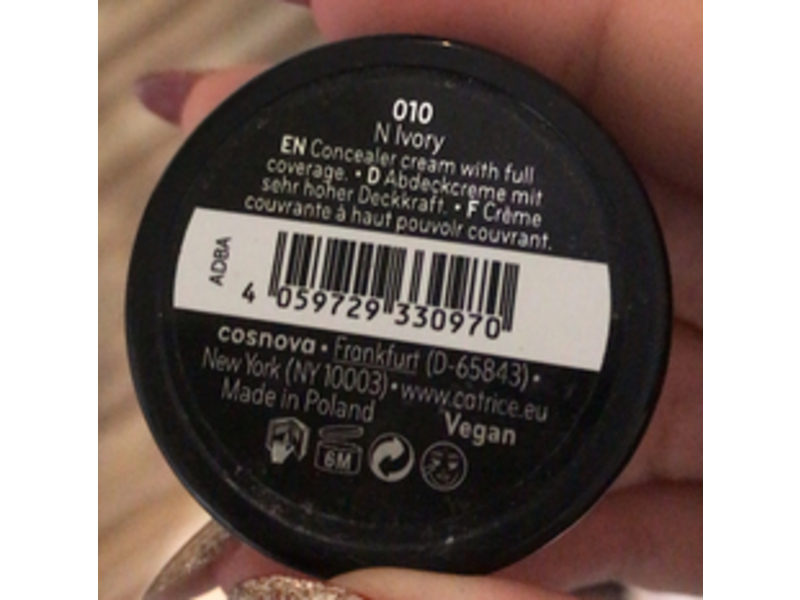 010
N Ivory
EN Concealer cream with full
coverage. • D Abdeckcreme mit
sehr hoher Deckkraft. • F Crème
couvrante à haut pouvoir couvrant.
ADBA
4 059729 330970
cosnova • Frankfurt (D-65843) •
New York (NY 10003) • www.catrice.eu
Made in Poland
Vegan
6M